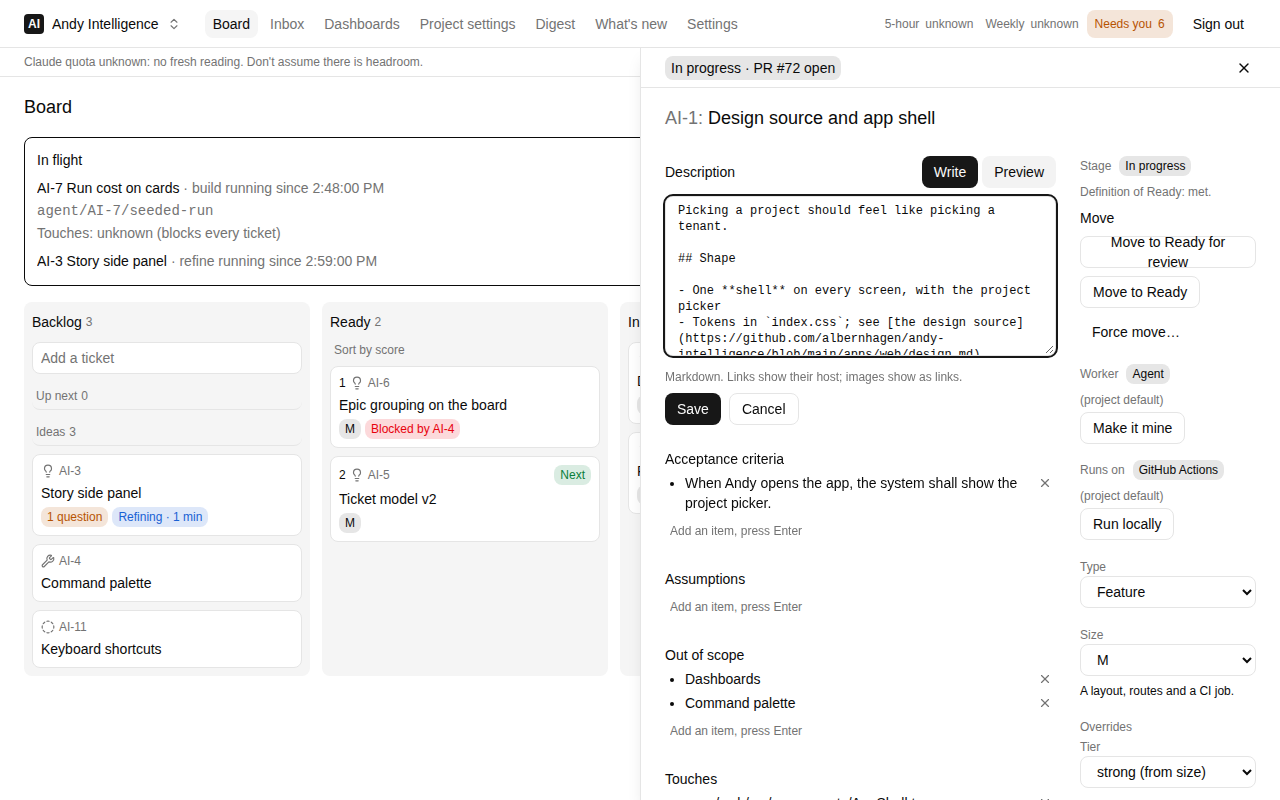 AI Andy Intelligence Board Inbox Dashboards Project settings Digest What's new Settings 5-hour unknown Weekly unknown Needs you 6 Sign out
Claude quota unknown: no fresh reading. Don't assume there is headroom.
Board
In flight
AI-7 Run cost on cards · build running since 2:48:00 PM
agent/AI-7/seeded-run
Touches: unknown (blocks every ticket)
AI-3 Story side panel · refine running since 2:59:00 PM
Backlog 3
Add a ticket
Up next 0
Ideas 3
AI-3
Story side panel
1 question Refining · 1 min
AI-4
Command palette
AI-11
Keyboard shortcuts
Ready 2
Sort by score
1 AI-6
Epic grouping on the board
M Blocked by AI-4
2 AI-5 Next
Ticket model v2
M
In
In progress · PR #72 open
AI-1: Design source and app shell
Description Write Preview
Picking a project should feel like picking a
tenant.
## Shape
- One **shell** on every screen, with the project
picker
- Tokens in `index.css`; see [the design source]
(https://github.com/albernhagen/andy-
intelligence/blob/main/apps/web/design.md)
Markdown. Links show their host; images show as links.
Save Cancel
Acceptance criteria
• When Andy opens the app, the system shall show the
project picker.
Add an item, press Enter
Assumptions
Add an item, press Enter
Out of scope
• Dashboards
• Command palette
Add an item, press Enter
Touches
Stage In progress
Definition of Ready: met.
Move
Move to Ready for
review
Move to Ready
Force move…
Worker Agent
(project default)
Make it mine
Runs on GitHub Actions
(project default)
Run locally
Type
Feature
Size
M
A layout, routes and a CI job.
Overrides
Tier
strong (from size)